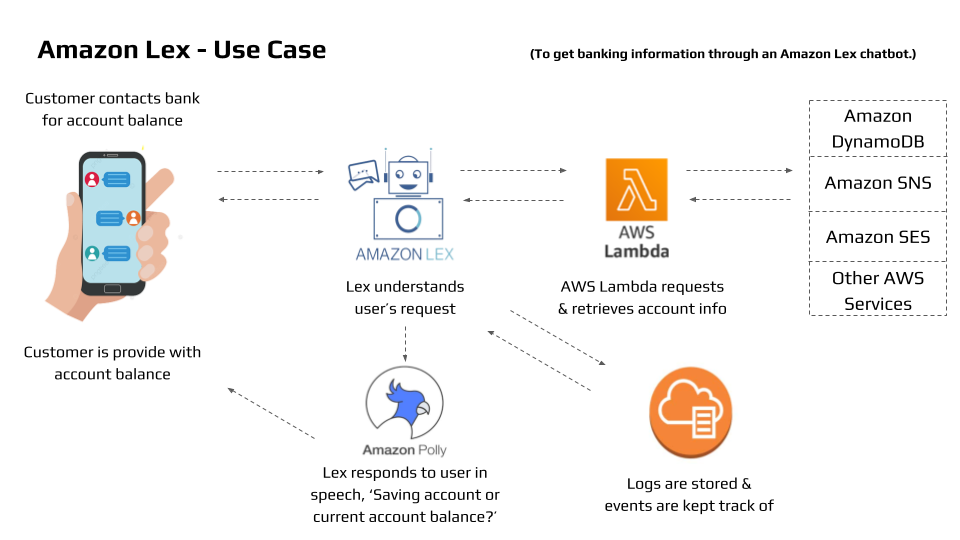 Amazon Lex - Use Case
(To get banking information through an Amazon Lex chatbot.)
Customer contacts bank
for account balance
AMAZON LEX
Lex understands
user's request
AWS
Lambda
AWS Lambda requests
& retrieves account info
Amazon
DynamoDB
Amazon SNS
Amazon SES
Other AWS
Services
Customer is provide with
account balance
Amazon Polly
Lex responds to user in
speech, ‘Saving account or
current account balance?’
Logs are stored &
events are kept track of